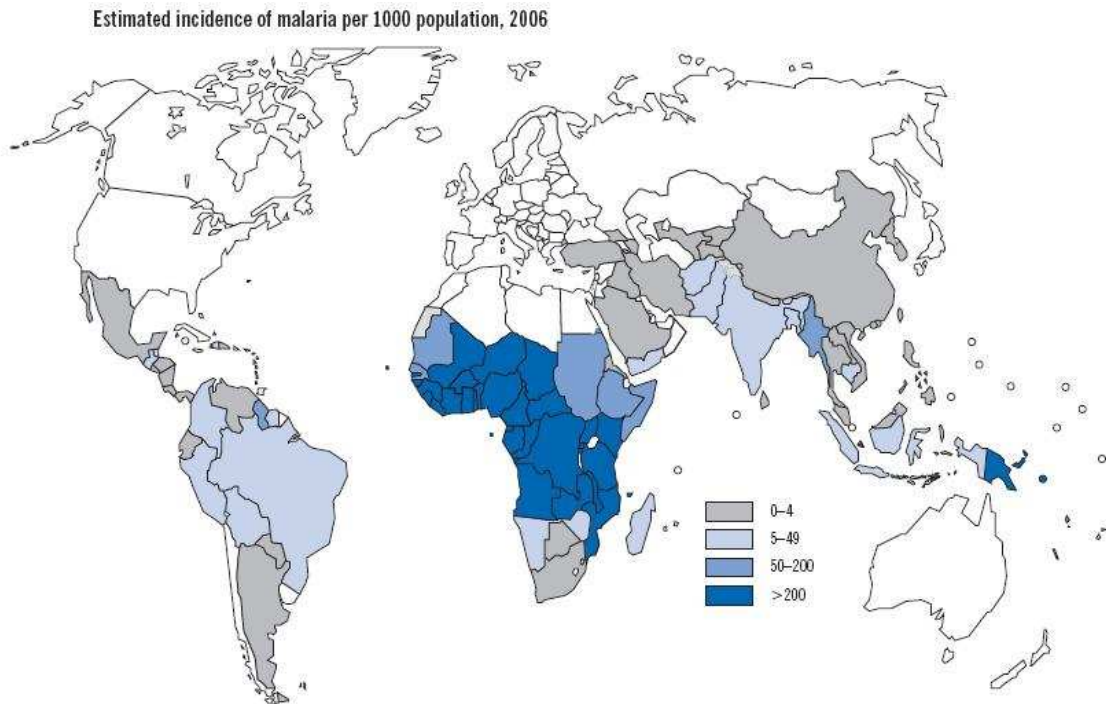 Estimated incidence of malaria per 1000 population, 2006
0–4
5–49
50–200
>200